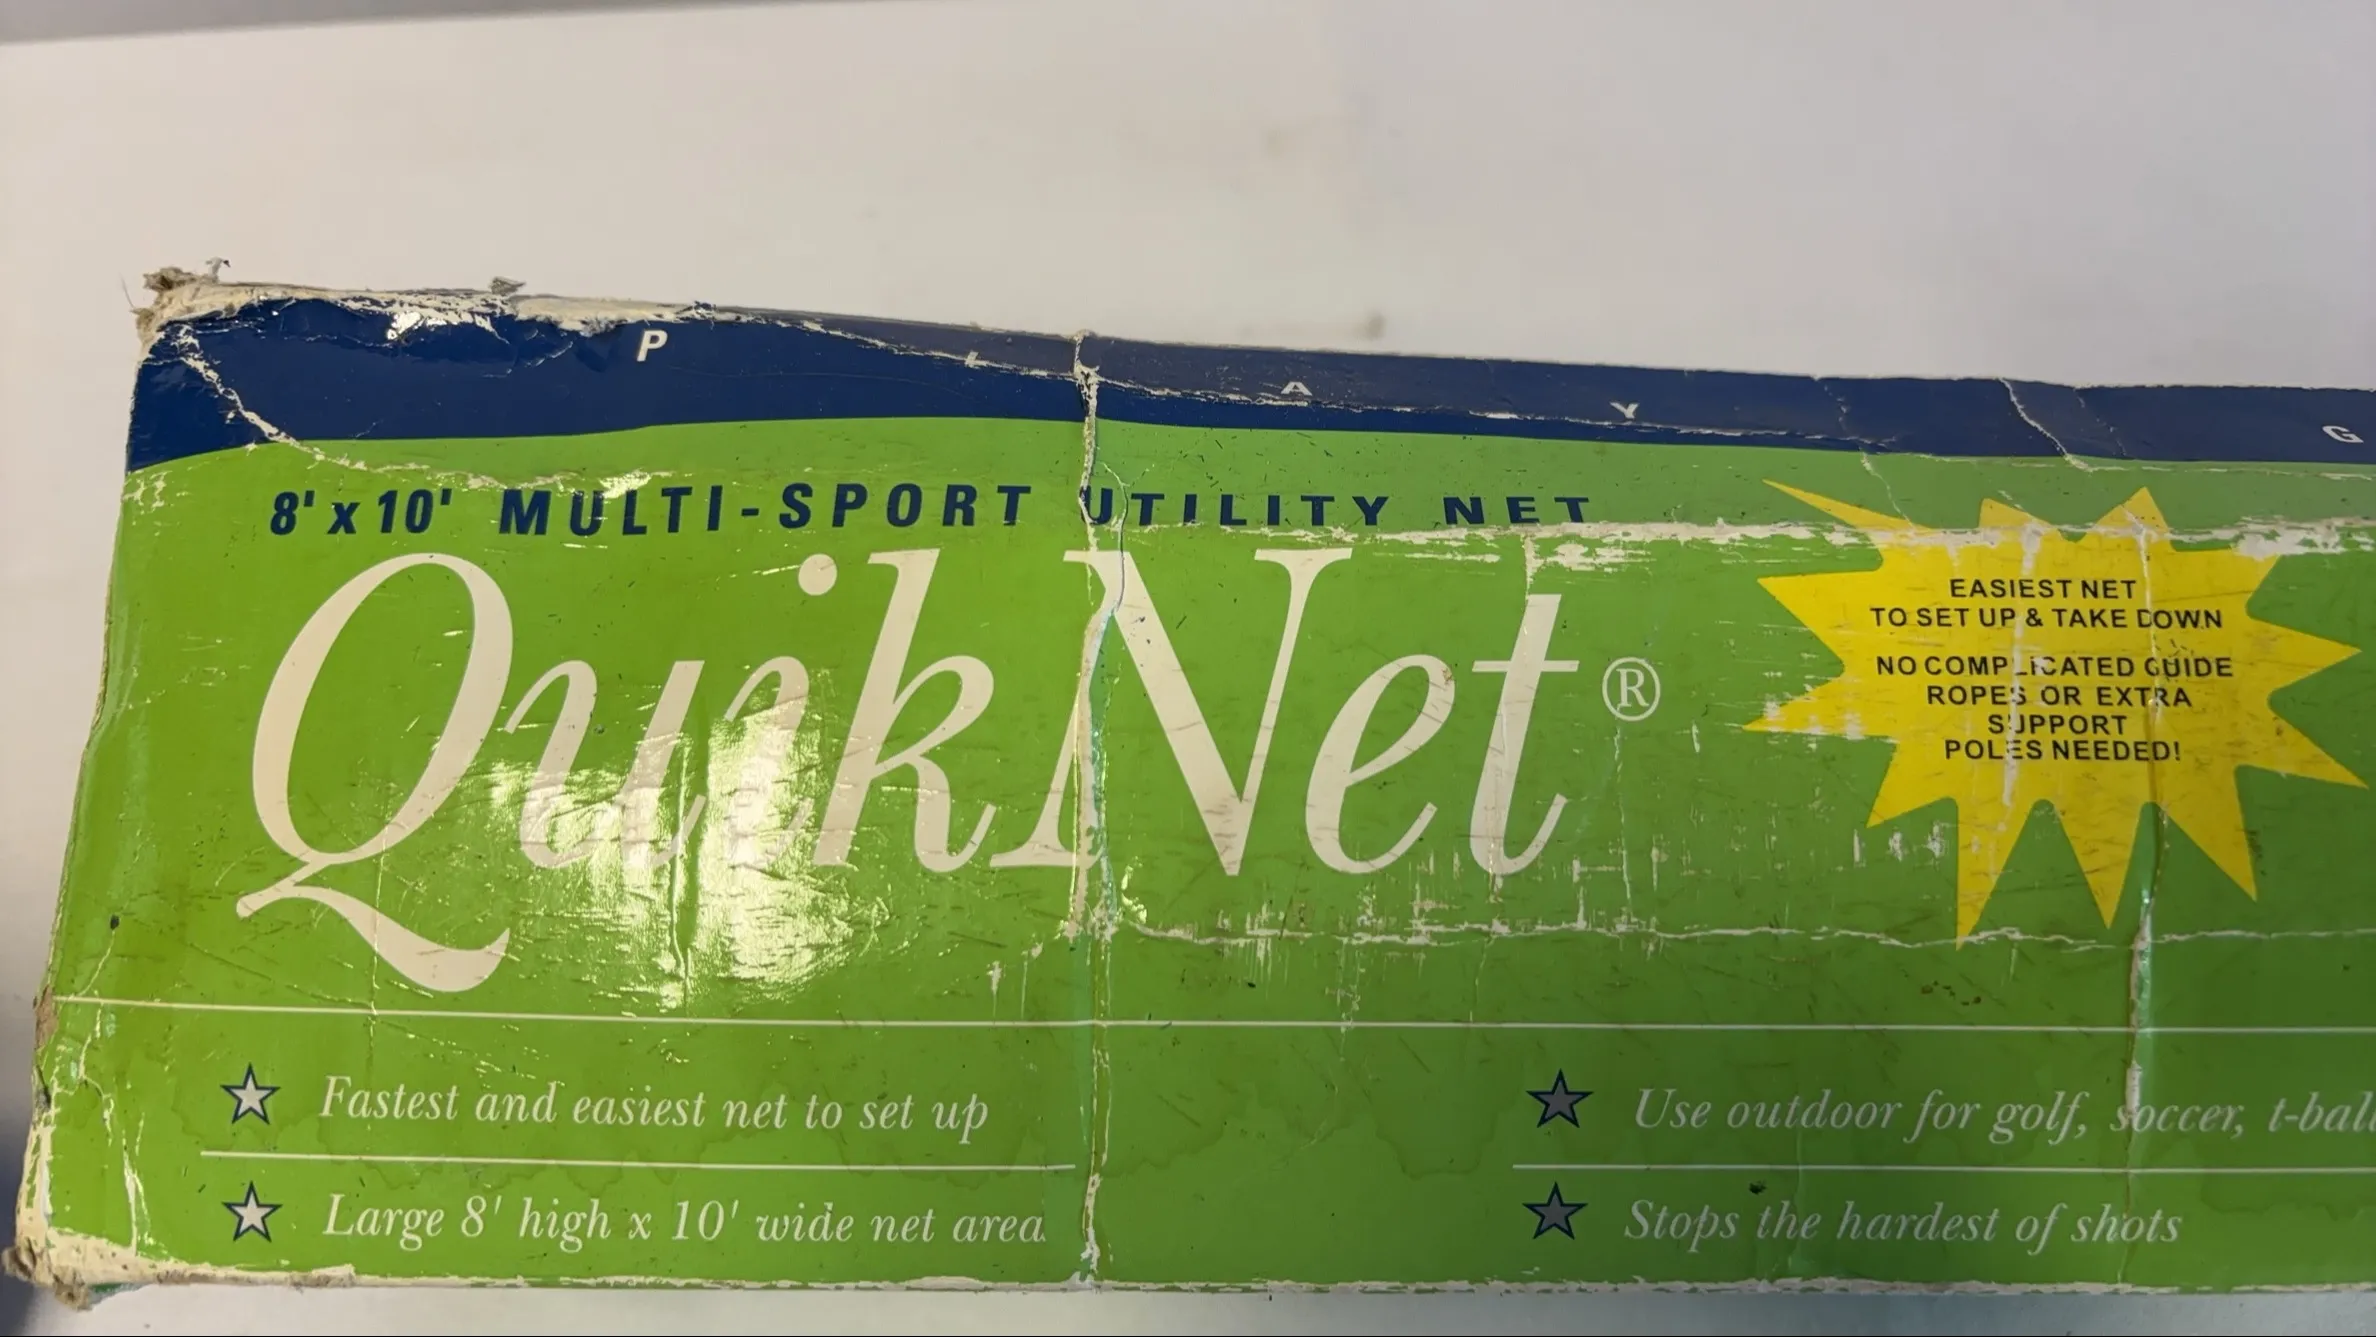 P L A Y G
8' x 10' MULTI-SPORT UTILITY NET
QuikNet®
EASIEST NET
TO SET UP & TAKE DOWN
NO COMPLICATED GUIDE
ROPES OR EXTRA
SUPPORT
POLES NEEDED!
Fastest and easiest net to set up
Large 8' high x 10' wide net area
Use outdoor for golf, soccer, t-ball
Stops the hardest of shots